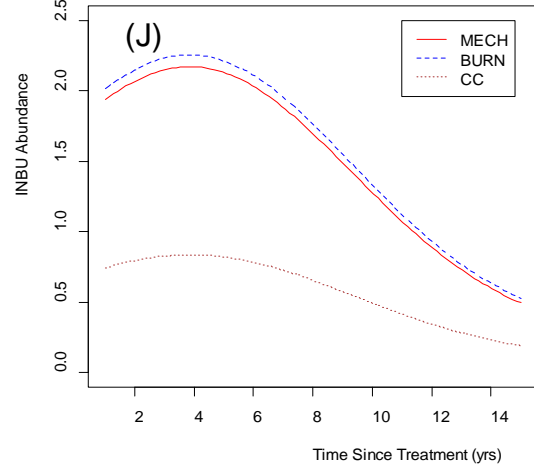 (J)
MECH
BURN
CC
INBU Abundance
2.5
2.0
1.5
1.0
0.5
0.0
2 4 6 8 10 12 14
Time Since Treatment (yrs)